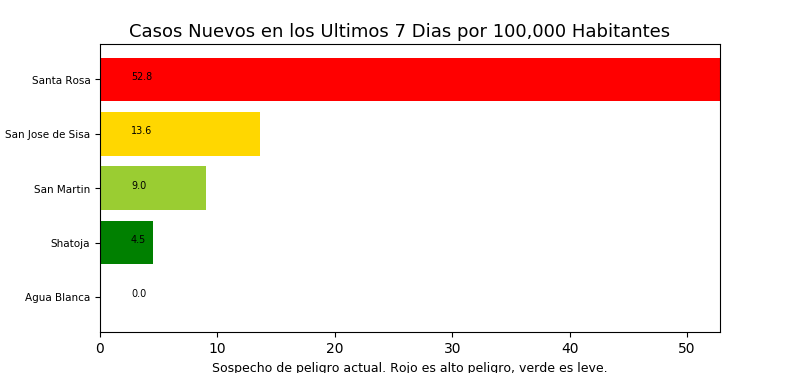 Casos Nuevos en los Ultimos 7 Dias por 100,000 Habitantes
Santa Rosa 52.8
San Jose de Sisa 13.6
San Martin 9.0
Shatoja 4.5
Agua Blanca 0.0
0 10 20 30 40 50
Sospecho de peligro actual. Rojo es alto peligro, verde es leve.